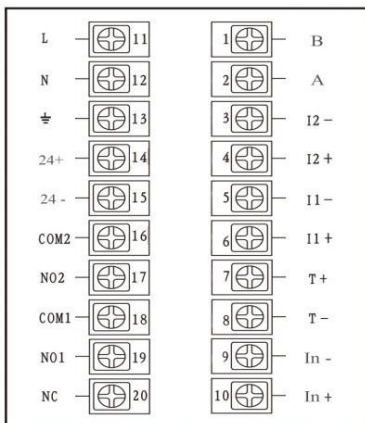 L 11 1 B
N 12 2 A
⏚ 13 3 I2-
24+ 14 4 I2+
24- 15 5 I1-
COM2 16 6 I1+
NO2 17 7 T+
COM1 18 8 T-
NO1 19 9 In-
NC 20 10 In+